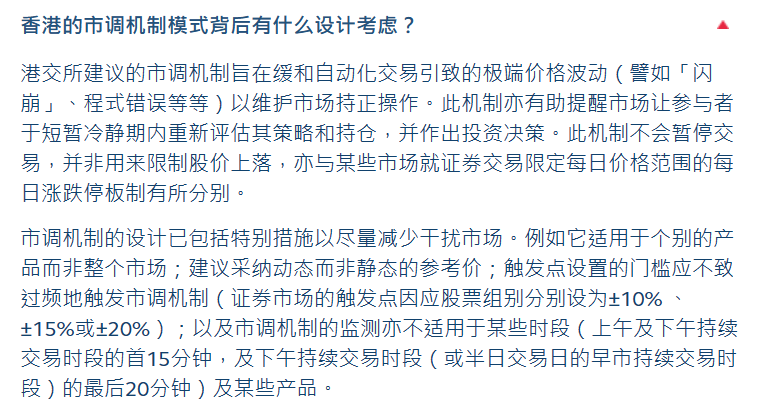 香港的市调机制模式背后有什么设计考虑？
港交所建议的市调机制旨在缓和自动化交易引致的极端价格波动（譬如「闪
崩」、程式错误等等）以维护市场持正操作。此机制亦有助提醒市场让参与者
于短暂冷静期内重新评估其策略和持仓，并作出投资决策。此机制不会暂停交
易，并非用来限制股价上落，亦与某些市场就证券交易限定每日价格范围的每
日涨跌停板制有所分别。
市调机制的设计已包括特别措施以尽量减少干扰市场。例如它适用于个别的产
品而非整个市场；建议采纳动态而非静态的参考价；触发点设置的门槛应不致
过频地触发市调机制（证券市场的触发点因应股票组别分别设为±10% 、
±15%或±20%）；以及市调机制的监测亦不适用于某些时段（上午及下午持续
交易时段的首15分钟，及下午持续交易时段（或半日交易日的早市持续交易时
段）的最后20分钟）及某些产品。